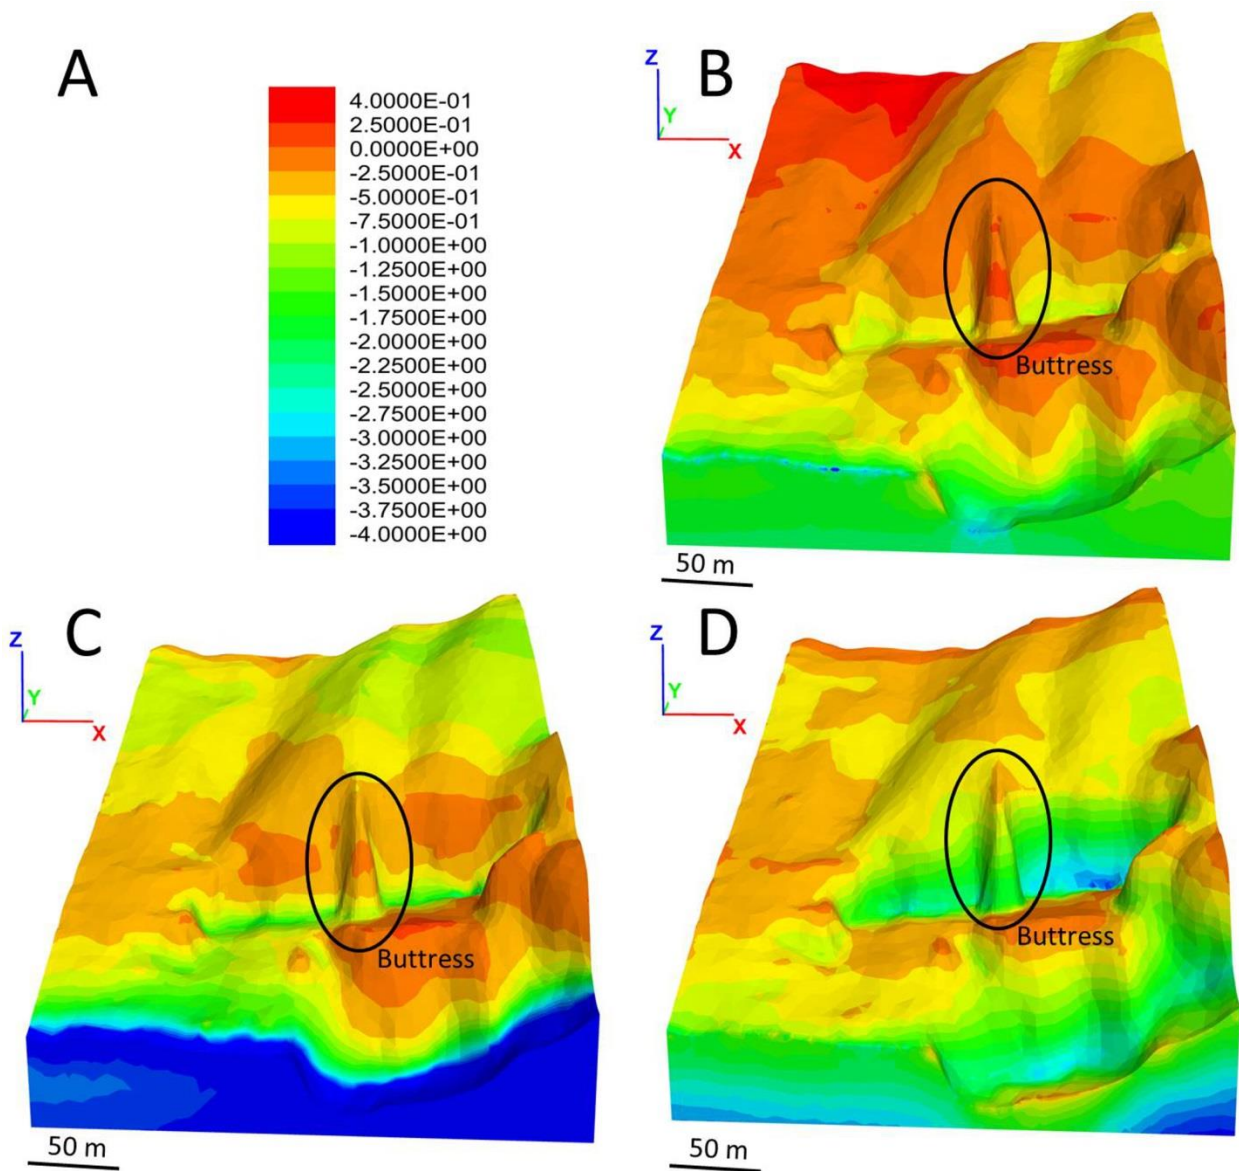 A
4.0000E-01
2.5000E-01
0.0000E+00
-2.5000E-01
-5.0000E-01
-7.5000E-01
-1.0000E+00
-1.2500E+00
-1.5000E+00
-1.7500E+00
-2.0000E+00
-2.2500E+00
-2.5000E+00
-2.7500E+00
-3.0000E+00
-3.2500E+00
-3.5000E+00
-3.7500E+00
-4.0000E+00
B
Z
Y
X
Buttress
50 m
C
Z
Y
X
Buttress
50 m
D
Z
Y
X
Buttress
50 m